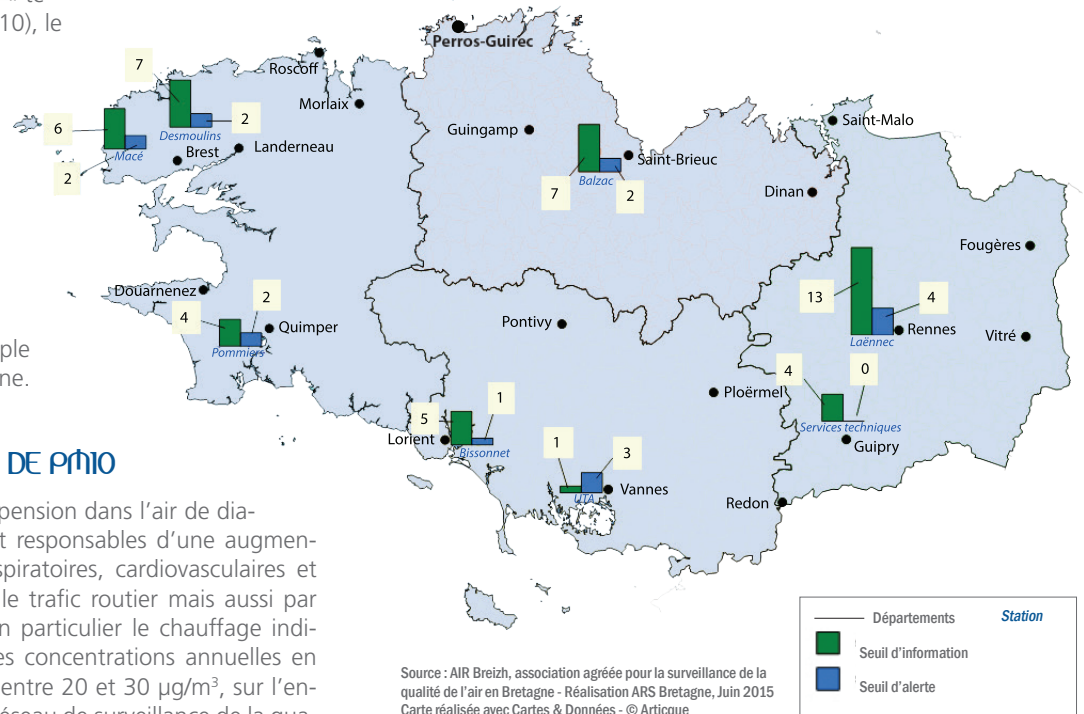 10), le
Perros-Guirec
Roscoff
7
Morlaix
Saint-Malo
6
2
Desmoulins
Guingamp
Macé
Brest
Landerneau
Saint-Brieuc
2
Balzac
7
2
Dinan
Fougères
Douarnenez
2
13
4
4
Quimper
Pontivy
Rennes
Vitré
Pommiers
Laënnec
ple
ne.
4
0
1
Ploërmel
5
Services techniques
Lorient
Guipry
Bissonnet
1
3
UTA
Vannes
Redon
DE PM10
pension dans l'air de dia-
t responsables d'une augmen-
spiratoires, cardiovasculaires et
le trafic routier mais aussi par
n particulier le chauffage indi-
es concentrations annuelles en
entre 20 et 30 µg/m³, sur l'en-
réseau de surveillance de la qua-
Départements
Station
Seuil d'information
Seuil d'alerte
Source : AIR Breizh, association agréée pour la surveillance de la
qualité de l'air en Bretagne - Réalisation ARS Bretagne, Juin 2015
Carte réalisée avec Cartes & Données - © Articque